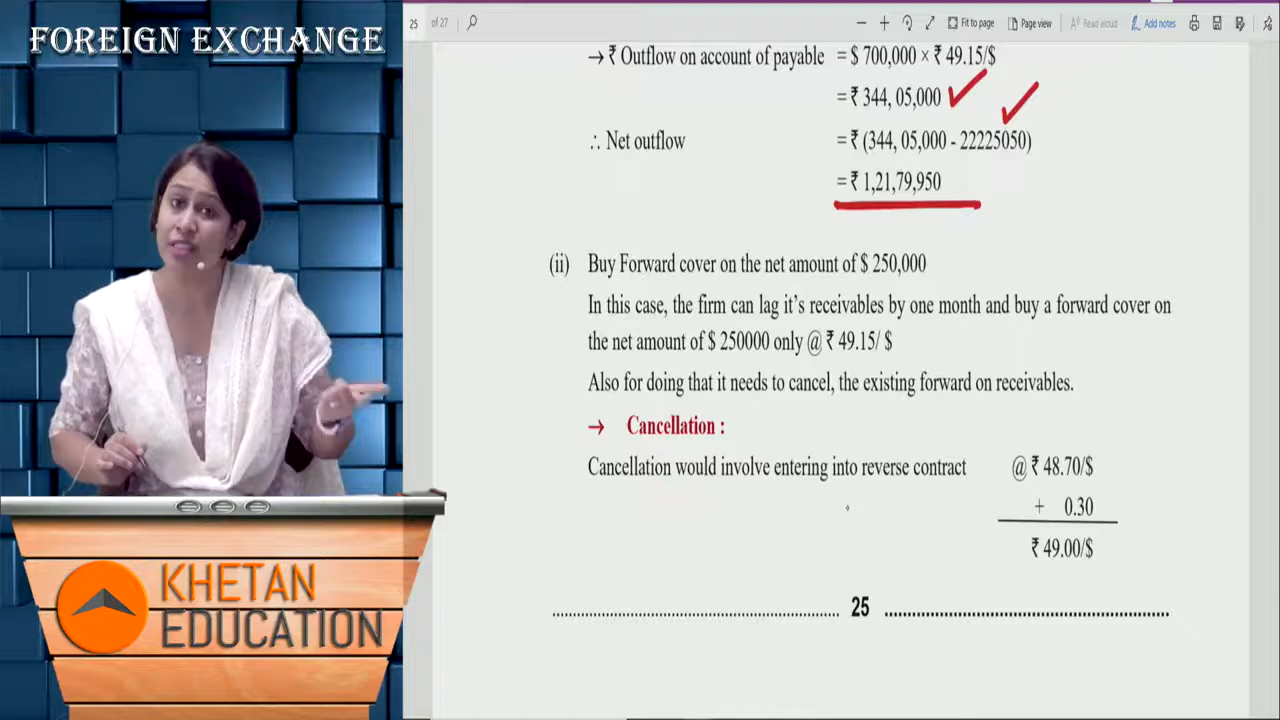 FOREIGN EXCHANGE
25 of 27
Fit to page
Page view
Read aloud
Add notes
→ ₹ Outflow on account of payable = $ 700,000 × ₹ 49.15/$
= ₹ 344, 05,000
∴ Net outflow = ₹ (344, 05,000 - 22225050)
= ₹ 1,21,79,950
(ii) Buy Forward cover on the net amount of $ 250,000
In this case, the firm can lag it's receivables by one month and buy a forward cover on
the net amount of $ 250000 only @ ₹ 49.15/ $
Also for doing that it needs to cancel, the existing forward on receivables.
→ Cancellation :
Cancellation would involve entering into reverse contract @ ₹ 48.70/$
+ 0.30
₹ 49.00/$
25
KHETAN
EDUCATION